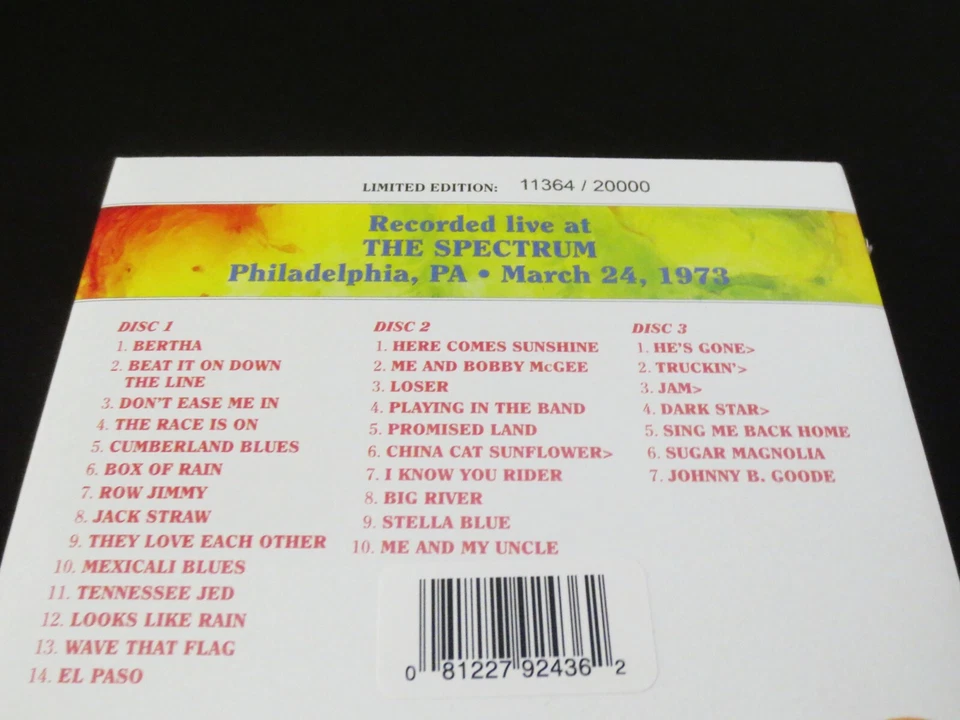 LIMITED EDITION: 11364 / 20000
Recorded live at
THE SPECTRUM
Philadelphia, PA • March 24, 1973
DISC 1
1. BERTHA
2. BEAT IT ON DOWN
THE LINE
3. DON'T EASE ME IN
4. THE RACE IS ON
5. CUMBERLAND BLUES
6. BOX OF RAIN
7. ROW JIMMY
8. JACK STRAW
9. THEY LOVE EACH OTHER
10. MEXICALI BLUES
11. TENNESSEE JED
12. LOOKS LIKE RAIN
13. WAVE THAT FLAG
14. EL PASO
DISC 2
1. HERE COMES SUNSHINE
2. ME AND BOBBY McGEE
3. LOSER
4. PLAYING IN THE BAND
5. PROMISED LAND
6. CHINA CAT SUNFLOWER>
7. I KNOW YOU RIDER
8. BIG RIVER
9. STELLA BLUE
10. ME AND MY UNCLE
DISC 3
1. HE'S GONE>
2. TRUCKIN'>
3. JAM>
4. DARK STAR>
5. SING ME BACK HOME
6. SUGAR MAGNOLIA
7. JOHNNY B. GOODE
0 81227 92436 2